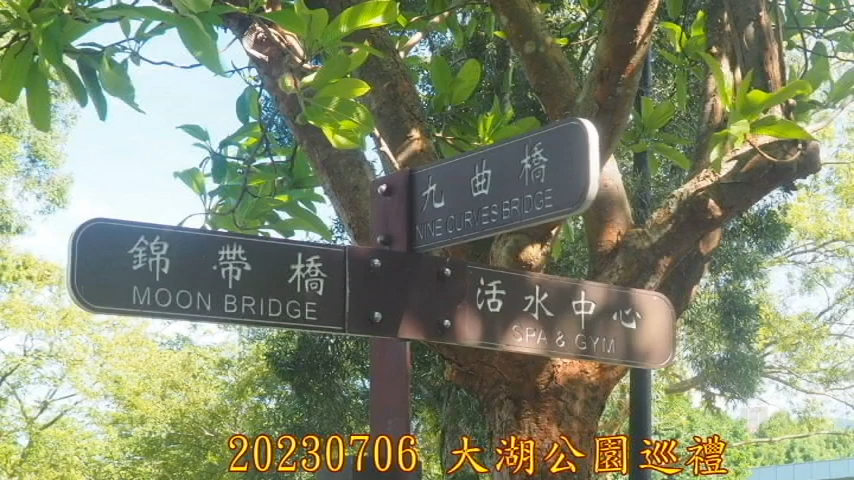 九曲橋
NINE CURVES BRIDGE
錦帶橋
MOON BRIDGE
活水中心
SPA & GYM
20230706 大湖公園巡禮